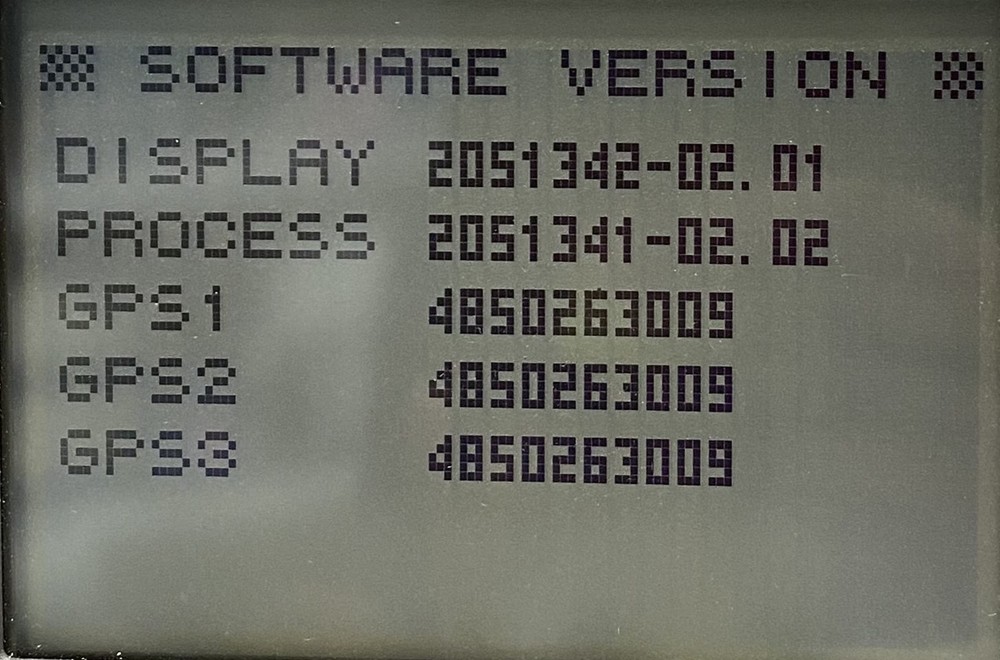 SOFTWARE VERSION
DISPLAY 2051342-02.01
PROCESS 2051341-02.02
GPS1 4850263009
GPS2 4850263009
GPS3 4850263009